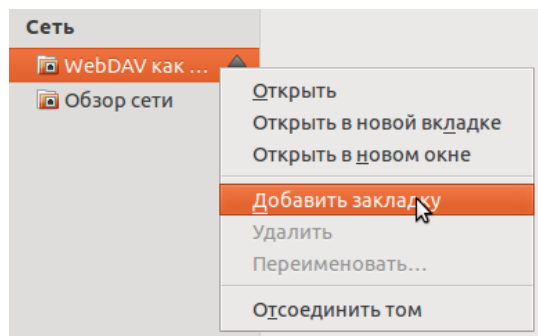 Сеть
WebDAV как ...
Обзор сети
Открыть
Открыть в новой вкладке
Открыть в новом окне
Добавить закладку
Удалить
Переименовать...
Отсоединить том